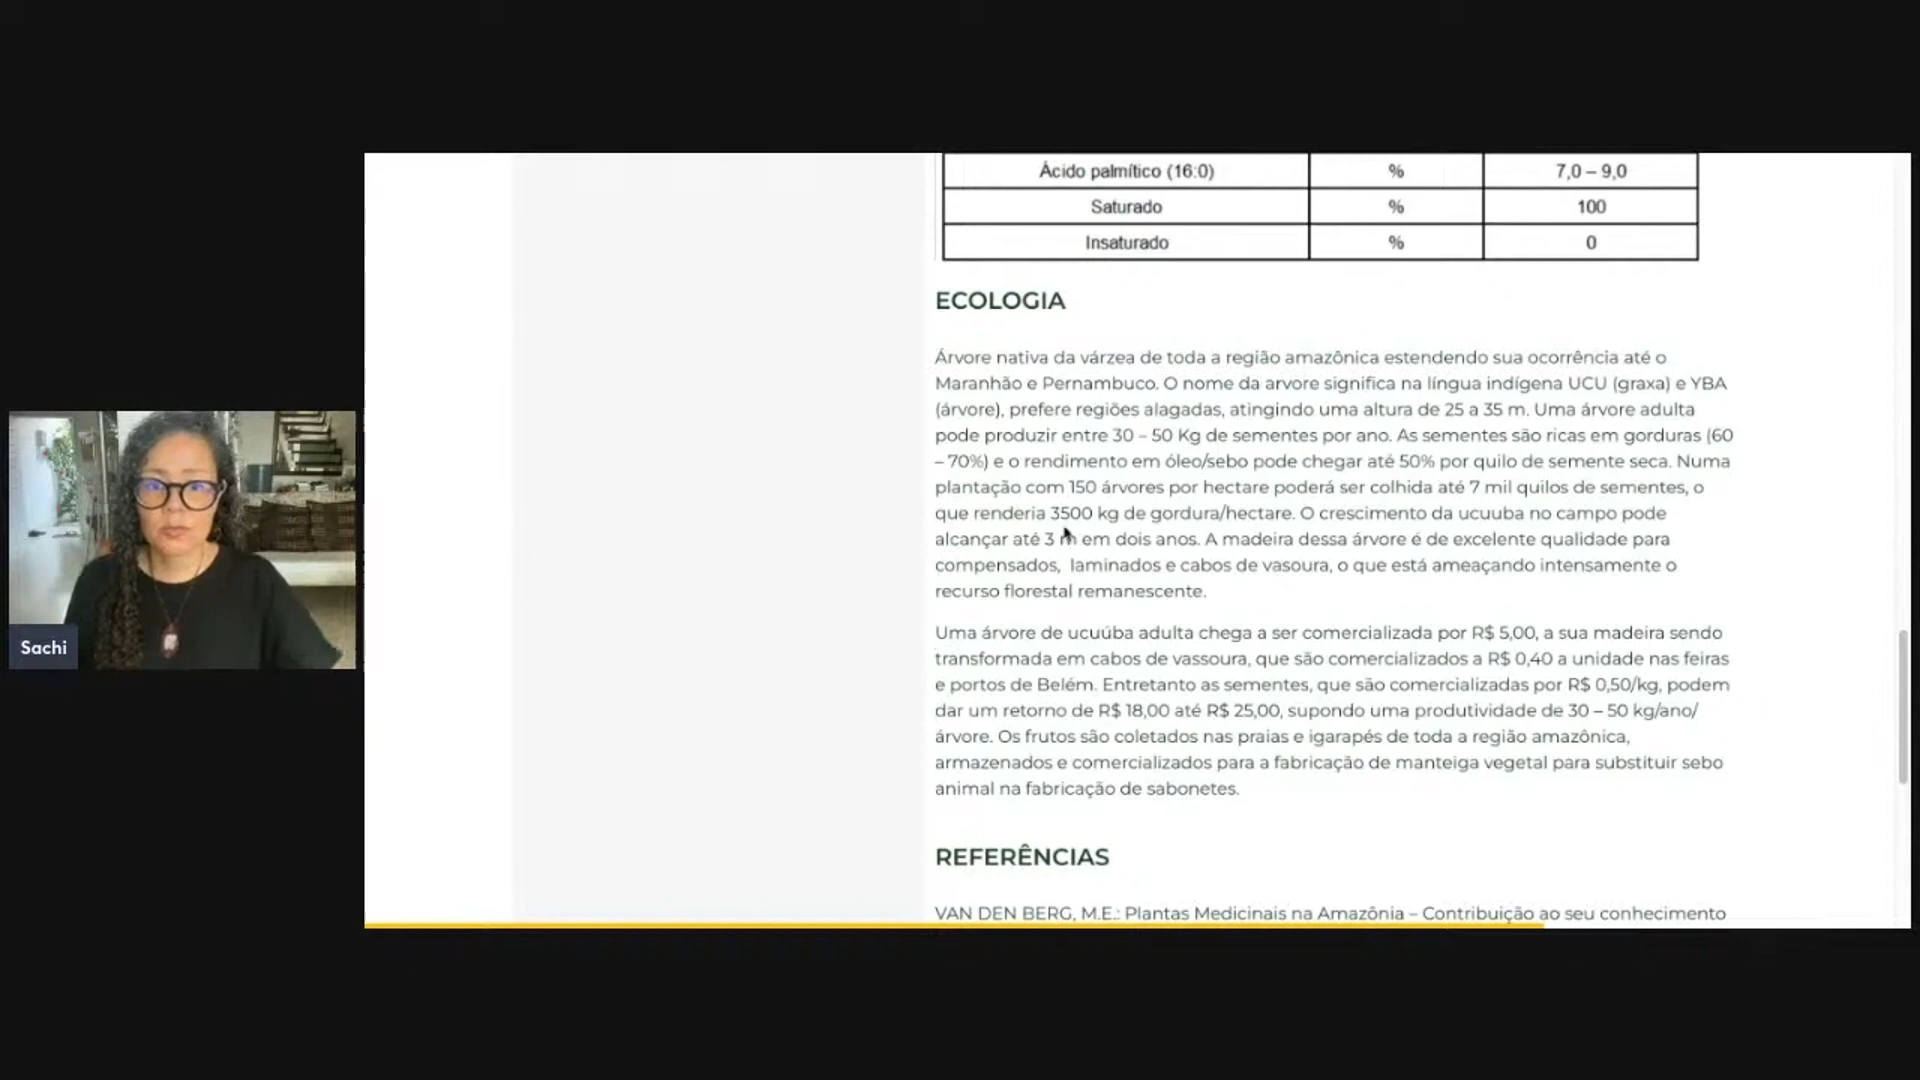 Ácido palmítico (16:0) % 7,0 – 9,0
Saturado % 100
Insaturado % 0
ECOLOGIA
Árvore nativa da várzea de toda a região amazônica estendendo sua ocorrência até o
Maranhão e Pernambuco. O nome da arvore significa na língua indígena UCU (graxa) e YBA
(árvore), prefere regiões alagadas, atingindo uma altura de 25 a 35 m. Uma árvore adulta
pode produzir entre 30 – 50 Kg de sementes por ano. As sementes são ricas em gorduras (60
– 70%) e o rendimento em óleo/sebo pode chegar até 50% por quilo de semente seca. Numa
plantação com 150 árvores por hectare poderá ser colhida até 7 mil quilos de sementes, o
que renderia 3500 kg de gordura/hectare. O crescimento da ucuuba no campo pode
alcançar até 3 m em dois anos. A madeira dessa árvore é de excelente qualidade para
compensados, laminados e cabos de vasoura, o que está ameaçando intensamente o
recurso florestal remanescente.
Uma árvore de ucuúba adulta chega a ser comercializada por R$ 5,00, a sua madeira sendo
transformada em cabos de vassoura, que são comercializados a R$ 0,40 a unidade nas feiras
e portos de Belém. Entretanto as sementes, que são comercializadas por R$ 0,50/kg, podem
dar um retorno de R$ 18,00 até R$ 25,00, supondo uma produtividade de 30 – 50 kg/ano/
árvore. Os frutos são coletados nas praias e igarapés de toda a região amazônica,
armazenados e comercializados para a fabricação de manteiga vegetal para substituir sebo
animal na fabricação de sabonetes.
REFERÊNCIAS
VAN DEN BERG, M.E.: Plantas Medicinais na Amazônia – Contribuição ao seu conhecimento
Sachi